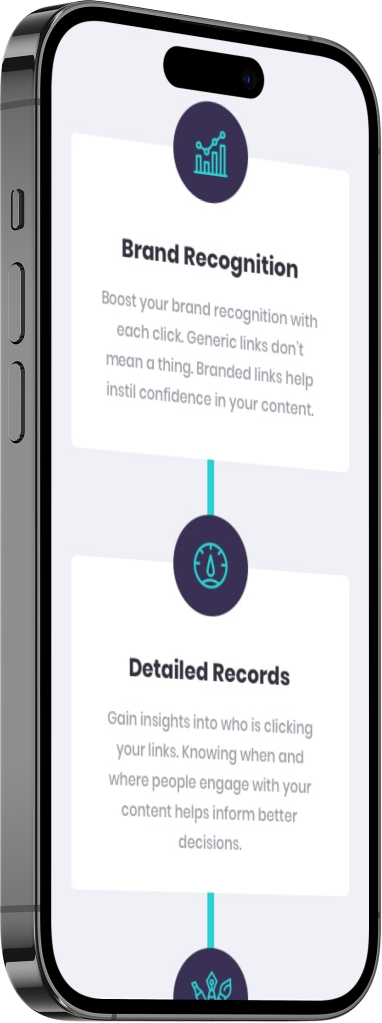 Brand Recognition
Boost your brand recognition with
each click. Generic links don't
mean a thing. Branded links help
instil confidence in your content.
Detailed Records
Gain insights into who is clicking
your links. Knowing when and
where people engage with your
content helps inform better
decisions.